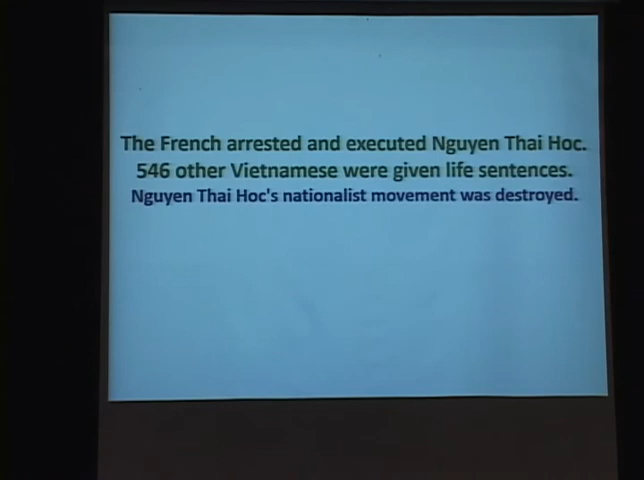 The French arrested and executed Nguyen Thai Hoc.
546 other Vietnamese were given life sentences.
Nguyen Thai Hoc's nationalist movement was destroyed.